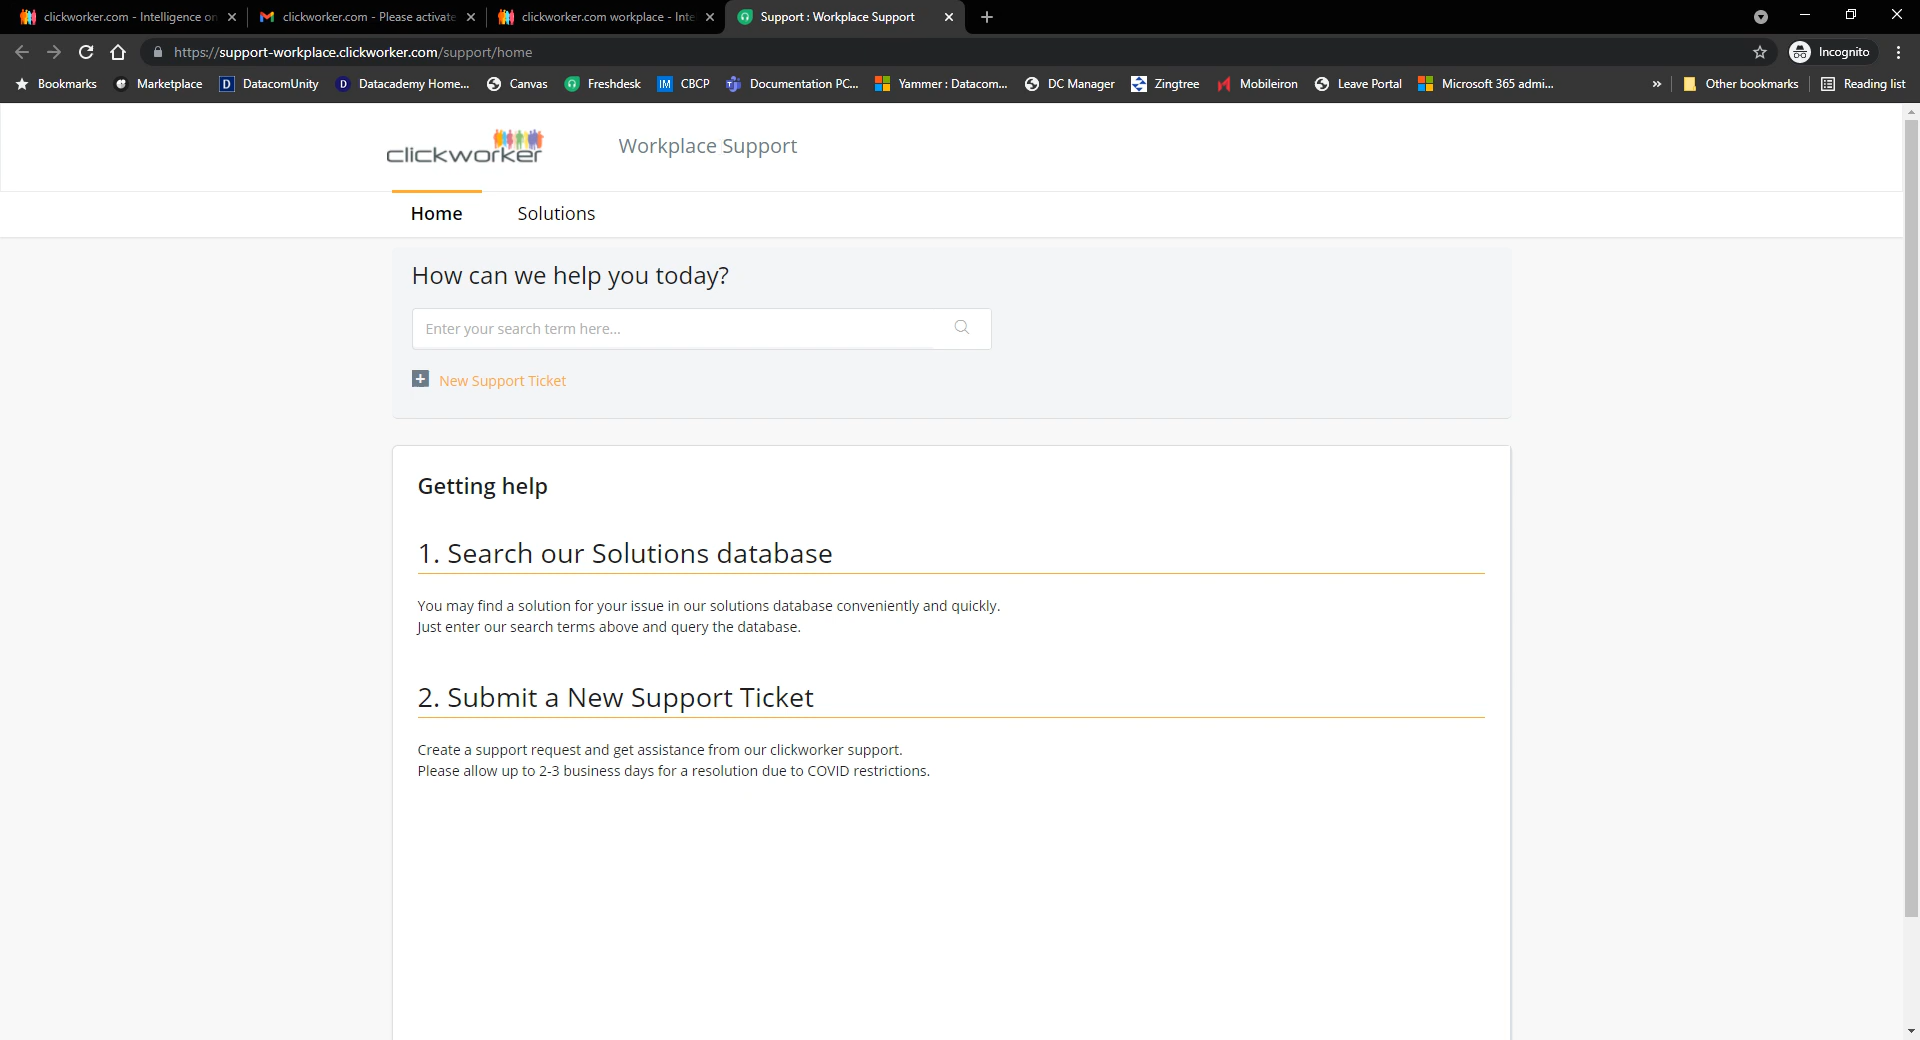 clickworker.com - Intelligence on
clickworker.com - Please activate
clickworker.com workplace - Inte
Support : Workplace Support
https://support-workplace.clickworker.com/support/home
Incognito
Bookmarks
Marketplace
D DatacomUnity
D Datacademy Home...
Canvas
Freshdesk
IM CBCP
Documentation PC...
Yammer : Datacom...
DC Manager
Zingtree
Mobileiron
Leave Portal
Microsoft 365 admi...
»
Other bookmarks
Reading list
clickworker
Workplace Support
Home
Solutions
How can we help you today?
Enter your search term here...
New Support Ticket
Getting help
1. Search our Solutions database
You may find a solution for your issue in our solutions database conveniently and quickly.
Just enter our search terms above and query the database.
2. Submit a New Support Ticket
Create a support request and get assistance from our clickworker support.
Please allow up to 2-3 business days for a resolution due to COVID restrictions.